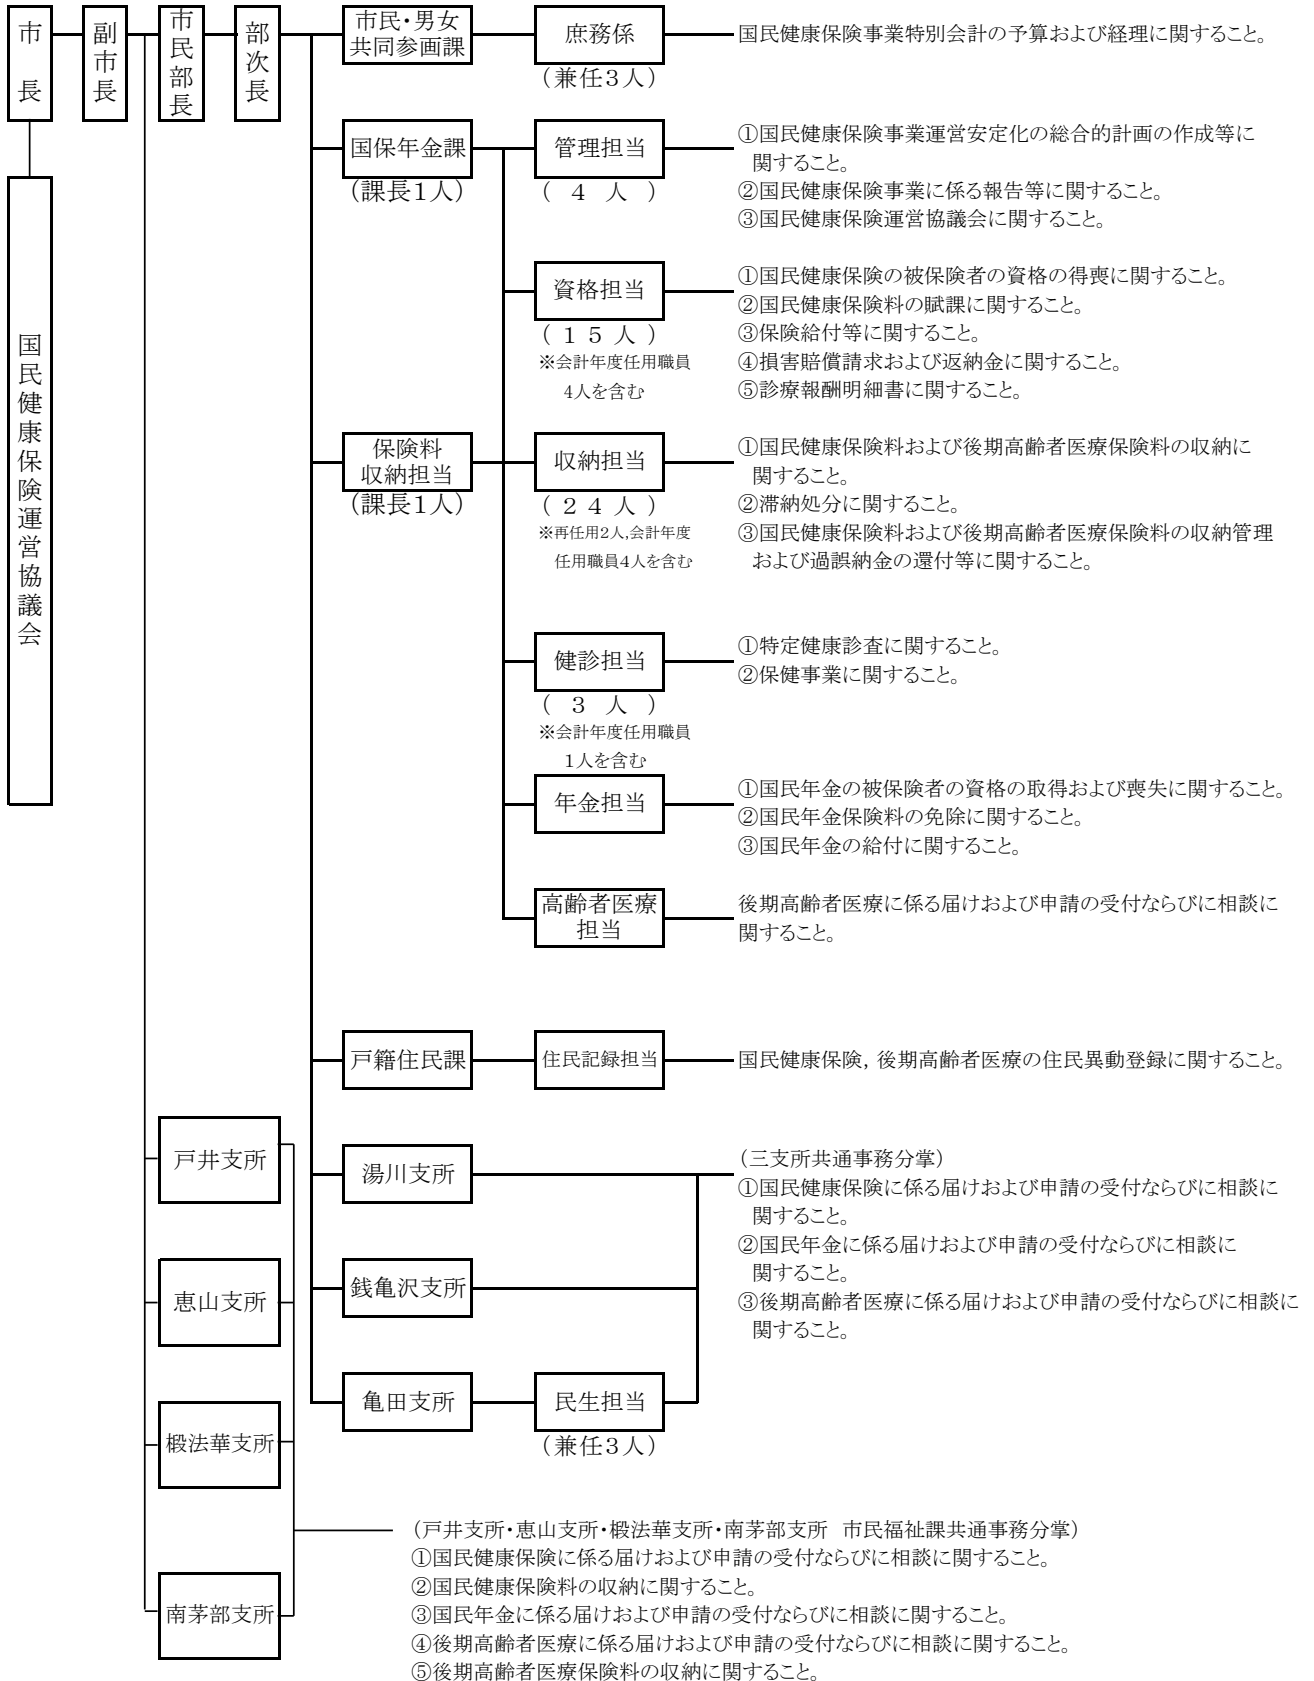 市長
副市長
市民部長
部次長
国民健康保険運営協議会
市民・男女
共同参画課
庶務係
(兼任3人)
国民健康保険事業特別会計の予算および経理に関すること。
国保年金課
(課長1人)
管理担当
(4人)
①国民健康保険事業運営安定化の総合的計画の作成等に
関すること。
②国民健康保険事業に係る報告等に関すること。
③国民健康保険運営協議会に関すること。
資格担当
(15人)
※会計年度任用職員
4人を含む
①国民健康保険の被保険者の資格の得喪に関すること。
②国民健康保険料の賦課に関すること。
③保険給付等に関すること。
④損害賠償請求および返納金に関すること。
⑤診療報酬明細書に関すること。
保険料
収納担当
(課長1人)
収納担当
(24人)
※再任用2人,会計年度
任用職員4人を含む
①国民健康保険料および後期高齢者医療保険料の収納に
関すること。
②滞納処分に関すること。
③国民健康保険料および後期高齢者医療保険料の収納管理
および過誤納金の還付等に関すること。
健診担当
(3人)
※会計年度任用職員
1人を含む
①特定健康診査に関すること。
②保健事業に関すること。
年金担当
①国民年金の被保険者の資格の取得および喪失に関すること。
②国民年金保険料の免除に関すること。
③国民年金の給付に関すること。
高齢者医療
担当
後期高齢者医療に係る届けおよび申請の受付ならびに相談に
関すること。
戸籍住民課
住民記録担当
国民健康保険，後期高齢者医療の住民異動登録に関すること。
戸井支所
恵山支所
椴法華支所
南茅部支所
湯川支所
銭亀沢支所
亀田支所
民生担当
(兼任3人)
(三支所共通事務分掌)
①国民健康保険に係る届けおよび申請の受付ならびに相談に
関すること。
②国民年金に係る届けおよび申請の受付ならびに相談に
関すること。
③後期高齢者医療に係る届けおよび申請の受付ならびに相談に
関すること。
(戸井支所・恵山支所・椴法華支所・南茅部支所　市民福祉課共通事務分掌)
①国民健康保険に係る届けおよび申請の受付ならびに相談に関すること。
②国民健康保険料の収納に関すること。
③国民年金に係る届けおよび申請の受付ならびに相談に関すること。
④後期高齢者医療に係る届けおよび申請の受付ならびに相談に関すること。
⑤後期高齢者医療保険料の収納に関すること。